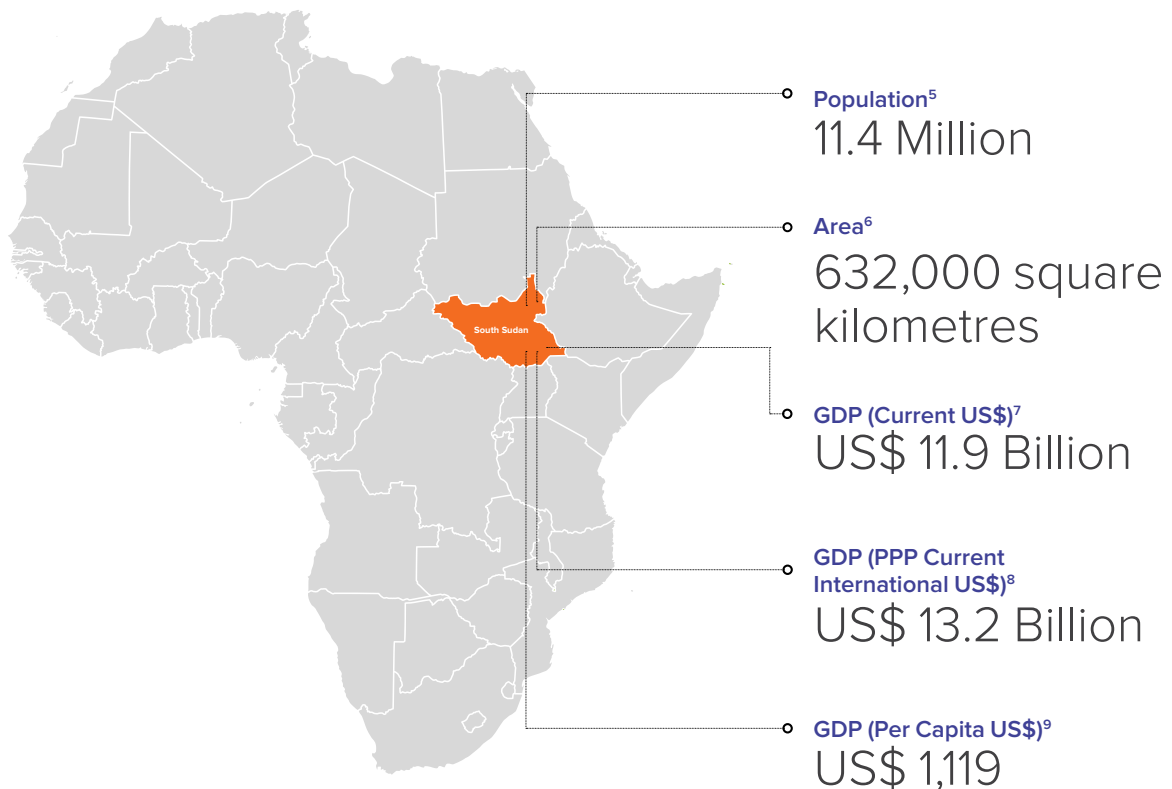 Population⁵
11.4 Million
Area⁶
632,000 square
kilometres
South Sudan
GDP (Current US$)⁷
US$ 11.9 Billion
GDP (PPP Current
International US$)⁸
US$ 13.2 Billion
GDP (Per Capita US$)⁹
US$ 1,119